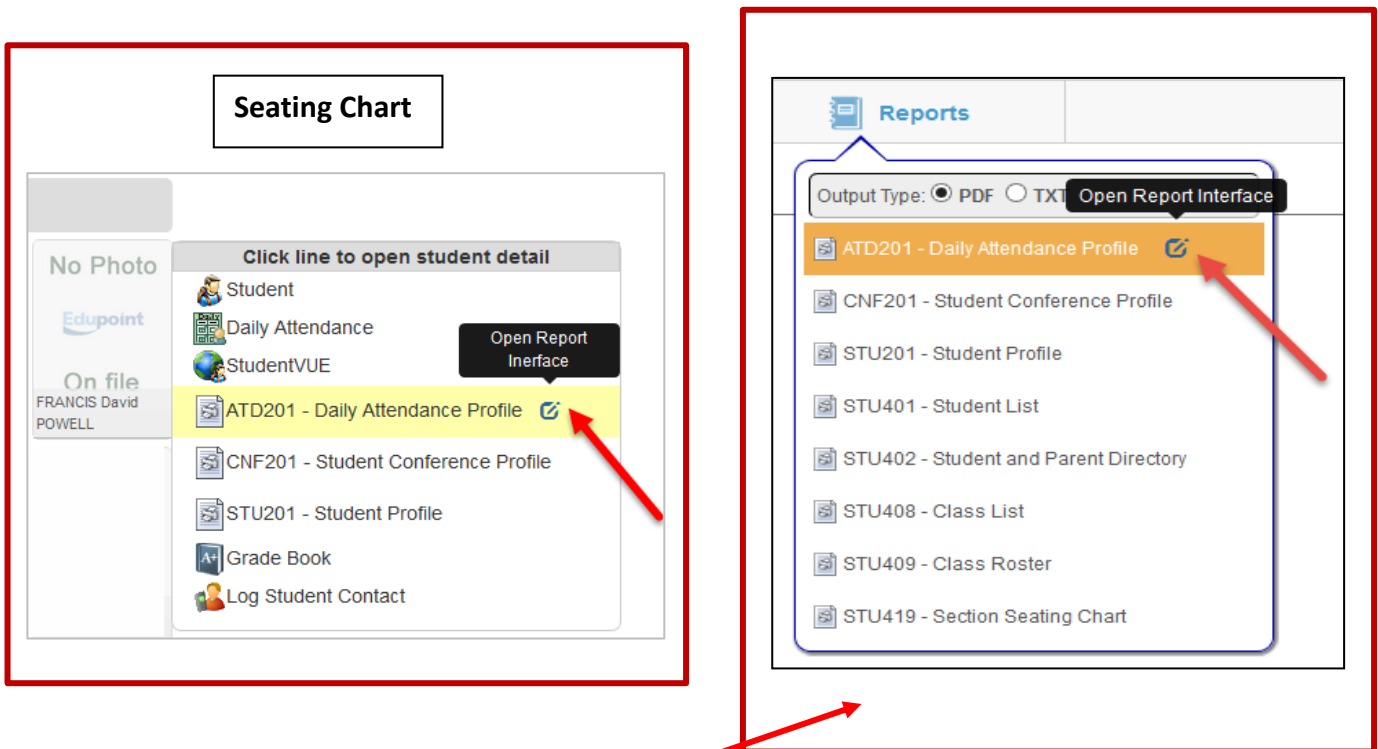 Seating Chart
No Photo
Edupoint
On file
FRANCIS David
POWELL
Click line to open student detail
Student
Daily Attendance
StudentVUE
Open Report
Inerface
ATD201 - Daily Attendance Profile
CNF201 - Student Conference Profile
STU201 - Student Profile
A+
Grade Book
Log Student Contact
Reports
Output Type: PDF TXT
Open Report Interface
ATD201 - Daily Attendance Profile
CNF201 - Student Conference Profile
STU201 - Student Profile
STU401 - Student List
STU402 - Student and Parent Directory
STU408 - Class List
STU409 - Class Roster
STU419 - Section Seating Chart